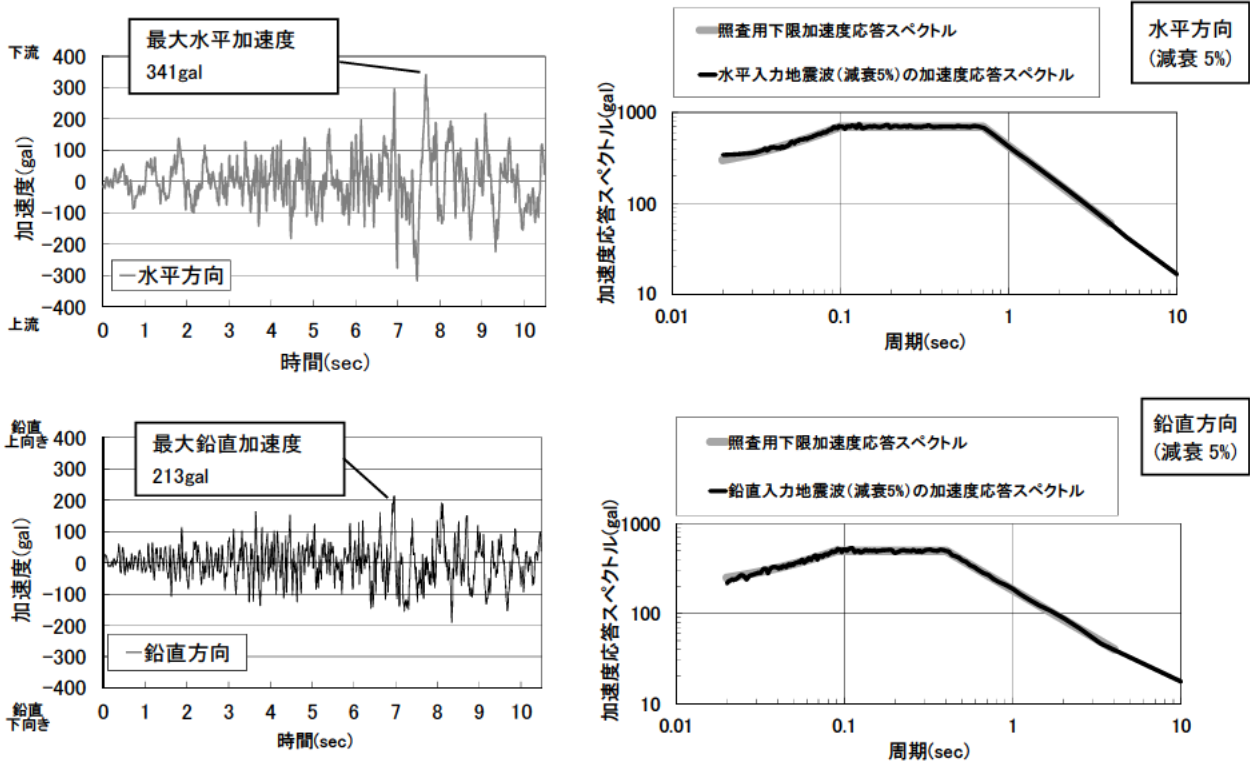 下流
最大水平加速度
341gal
加速度(gal)
400
300
200
100
0
-100
-200
-300
-400
水平方向
上流
0 1 2 3 4 5 6 7 8 9 10
時間(sec)
照査用下限加速度応答スペクトル
水平入力地震波(減衰5%)の加速度応答スペクトル
水平方向
(減衰 5%)
加速度応答スペクトル(gal)
1000
100
10
0.01 0.1 1 10
周期(sec)
鉛直
上向き
最大鉛直加速度
213gal
加速度(gal)
400
300
200
100
0
-100
-200
-300
-400
鉛直方向
鉛直
下向き
0 1 2 3 4 5 6 7 8 9 10
時間(sec)
照査用下限加速度応答スペクトル
鉛直入力地震波(減衰5%)の加速度応答スペクトル
鉛直方向
(減衰 5%)
加速度応答スペクトル(gal)
1000
100
10
0.01 0.1 1 10
周期(sec)